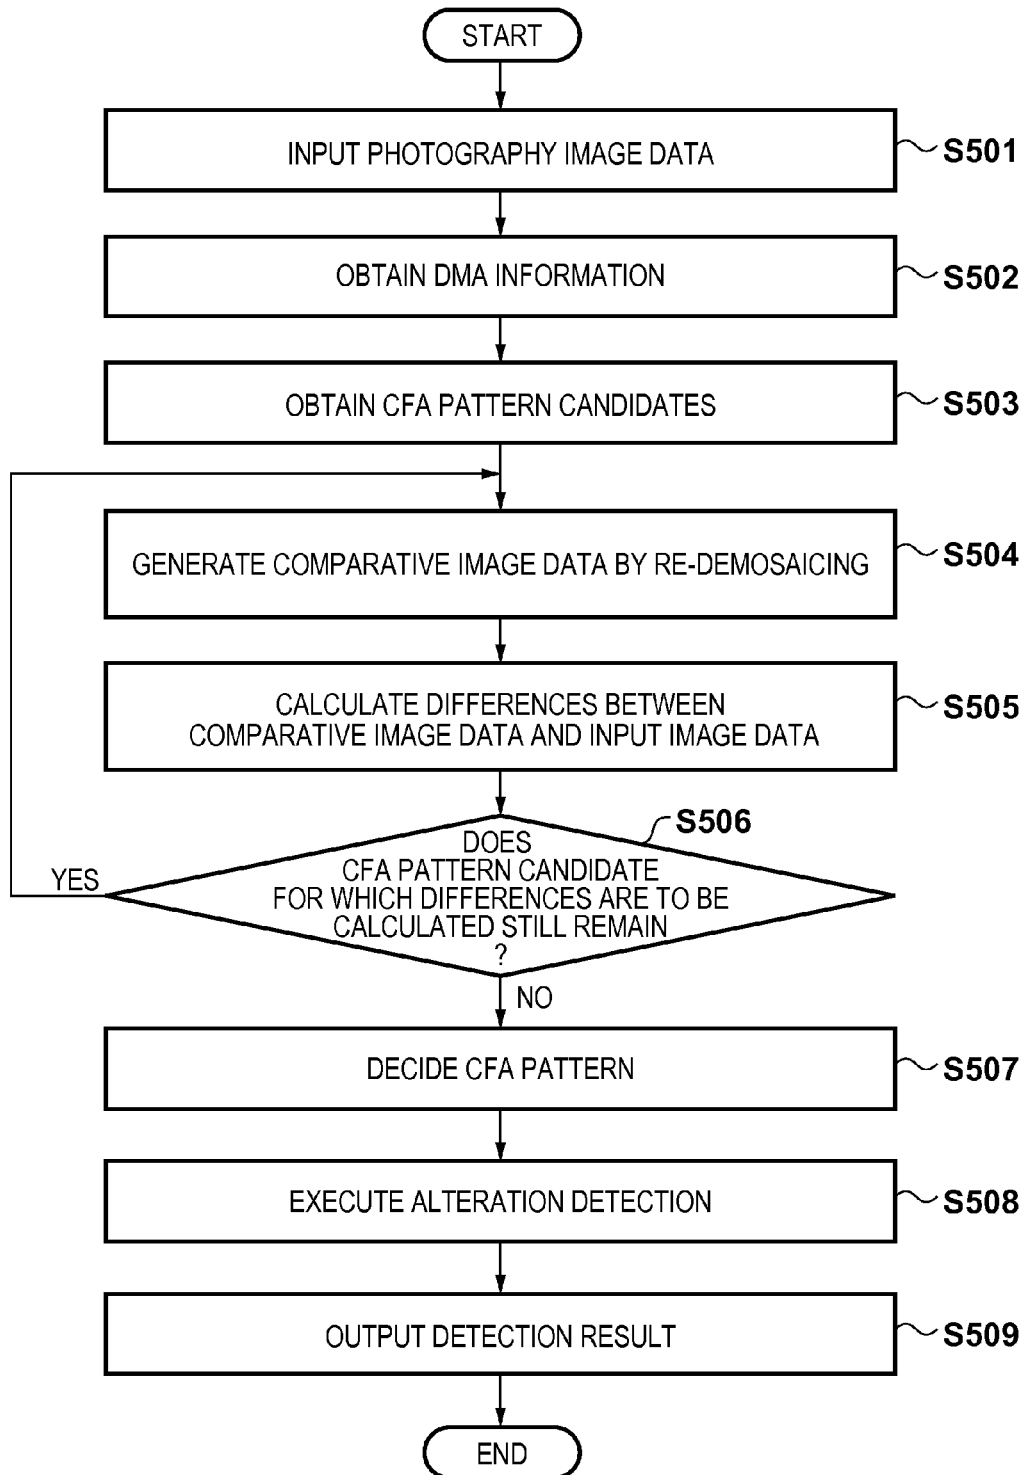 START
INPUT PHOTOGRAPHY IMAGE DATA
S501
OBTAIN DMA INFORMATION
S502
OBTAIN CFA PATTERN CANDIDATES
S503
GENERATE COMPARATIVE IMAGE DATA BY RE-DEMOSAICING
S504
CALCULATE DIFFERENCES BETWEEN
COMPARATIVE IMAGE DATA AND INPUT IMAGE DATA
S505
S506
DOES
CFA PATTERN CANDIDATE
FOR WHICH DIFFERENCES ARE TO BE
CALCULATED STILL REMAIN
?
YES
NO
DECIDE CFA PATTERN
S507
EXECUTE ALTERATION DETECTION
S508
OUTPUT DETECTION RESULT
S509
END